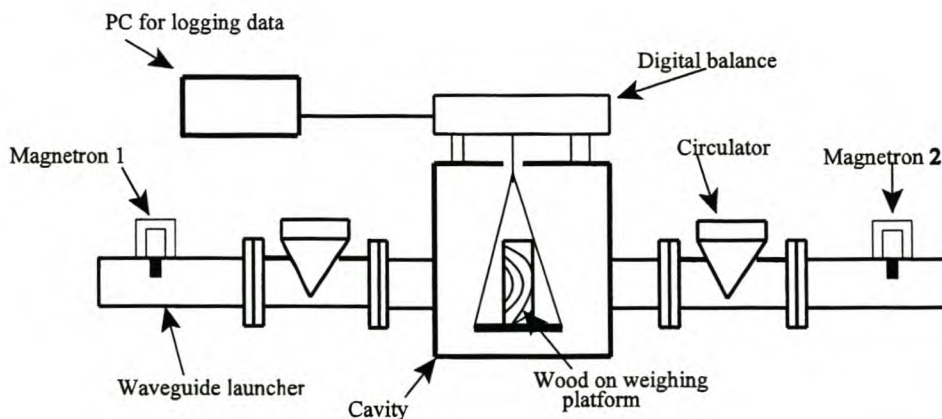 PC for logging data
Digital balance
Magnetron 1
Circulator
Magnetron 2
Waveguide launcher
Cavity
Wood on weighing
platform